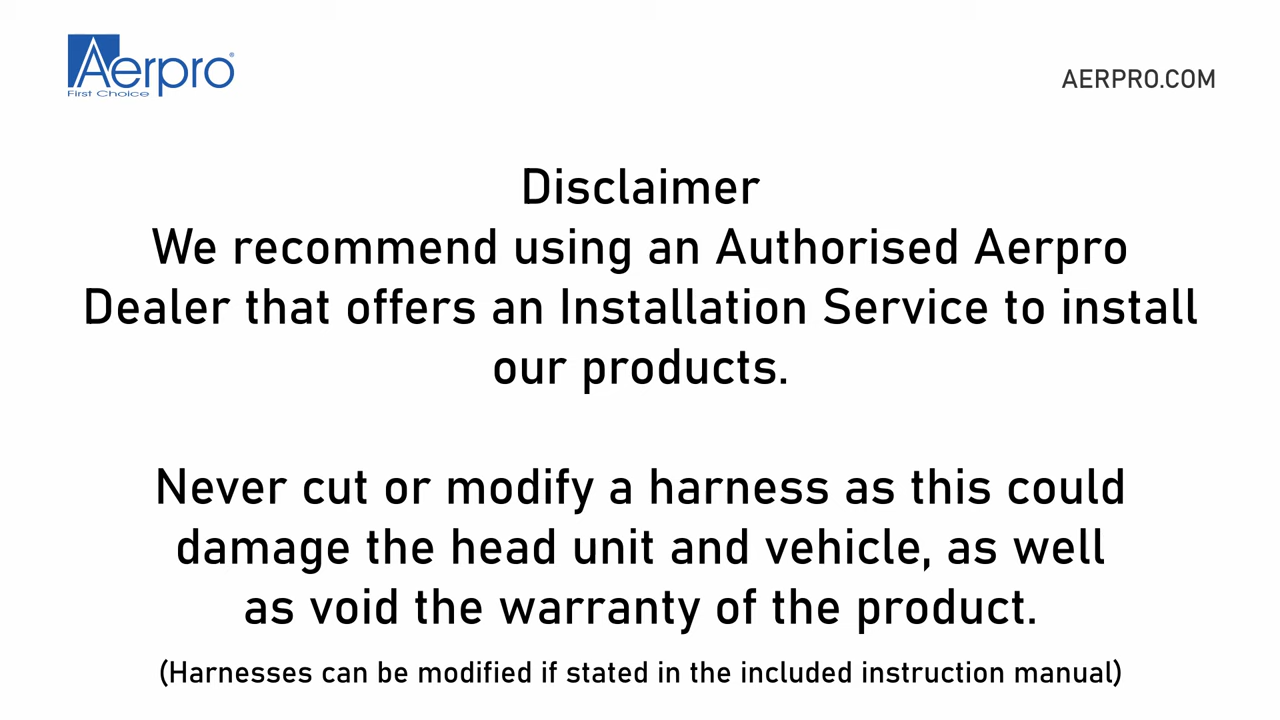 Aerpro®
First Choice
AERPRO.COM
Disclaimer
We recommend using an Authorised Aerpro
Dealer that offers an Installation Service to install
our products.
Never cut or modify a harness as this could
damage the head unit and vehicle, as well
as void the warranty of the product.
(Harnesses can be modified if stated in the included instruction manual)